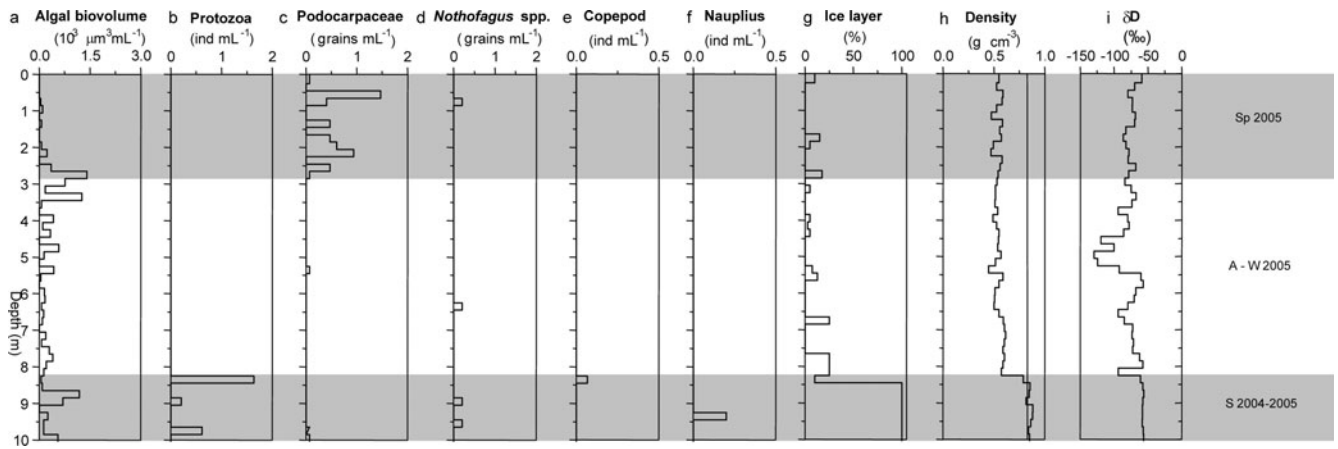 a Algal biovolume b Protozoa c Podocarpaceae d Nothofagus spp. e Copepod f Nauplius g Ice layer h Density i δD
(10³ µm³mL⁻¹) (ind mL⁻¹) (grains mL⁻¹) (grains mL⁻¹) (ind mL⁻¹) (ind mL⁻¹) (%) (g cm⁻³) (‰)
0.0 1.5 3.0 0 1 2 0 1 2 0 1 2 0.0 0.5 0.0 0.5 0 50 100 0.0 0.5 1.0 -150 -100 -50 0
0
1
Sp 2005
2
3
4
5
A - W 2005
6
7
8
9
S 2004-2005
10
Depth (m)